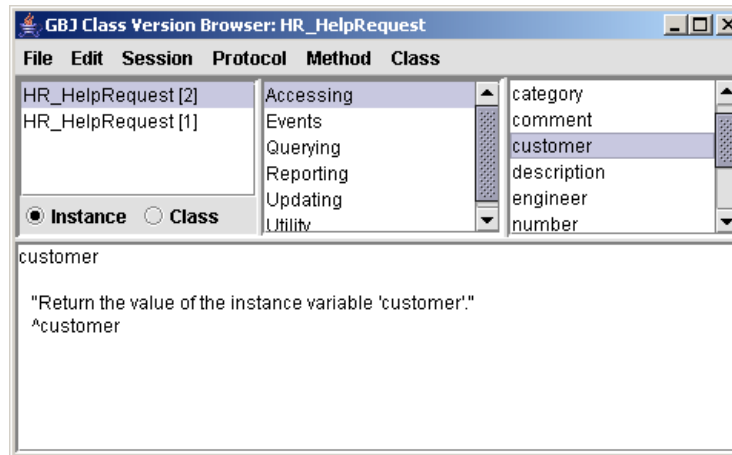 GBJ Class Version Browser: HR_HelpRequest
File Edit Session Protocol Method Class
HR_HelpRequest [2]
HR_HelpRequest [1]
Instance Class
Accessing
Events
Querying
Reporting
Updating
Utility
category
comment
customer
description
engineer
number
customer
"Return the value of the instance variable 'customer'."
^customer